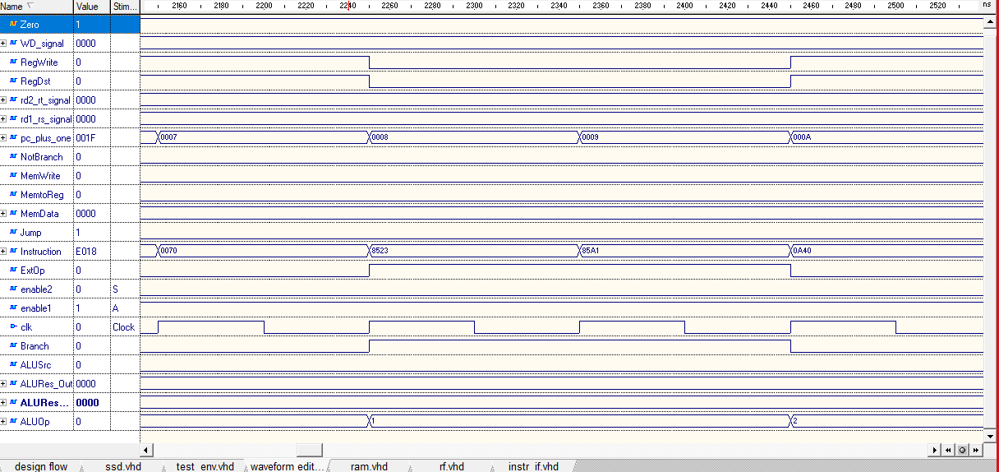 Name Value Stim... 2160 2180 2200 2220 2240 2260 2280 2300 2320 2340 2360 2380 2400 2420 2440 2460 2480 2500 2520 ns
Zero 1
WD_signal 0000
RegWrite 0
RegDst 0
rd2_rt_signal 0000
rd1_rs_signal 0000
pc_plus_one 001F 0007 0008 0009 000A
NotBranch 0
MemWrite 0
MemtoReg 0
MemData 0000
Jump 1
Instruction E018 0070 8523 85A1 0A40
ExtOp 0
enable2 0 S
enable1 1 A
clk 0 Clock
Branch 0
ALUSrc 0
ALURes_Out 0000
ALURes... 0000
ALUOp 0 1 2
design flow ssd.vhd test_env.vhd waveform edit... ram.vhd rf.vhd instr_if.vhd